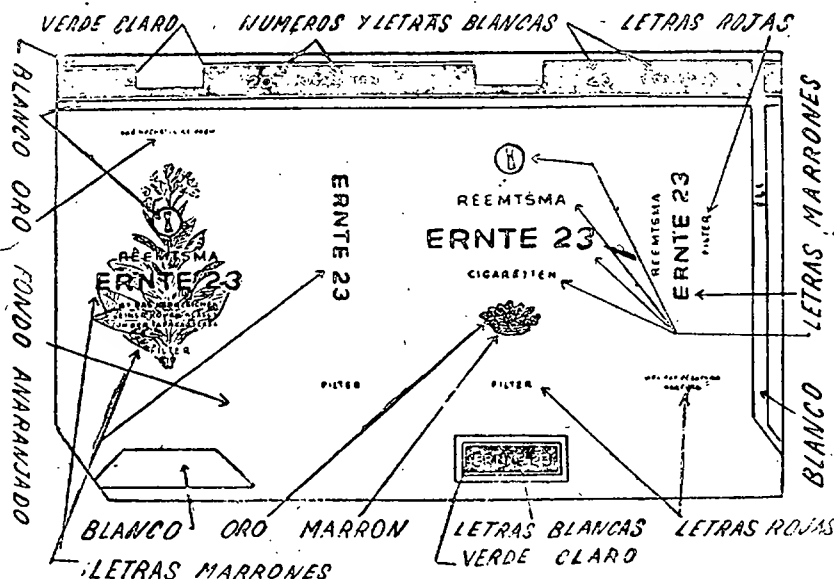 VERDE CLARO NUMEROS Y LETRAS BLANCAS LETRAS ROJAS
BLANCO ORO FONDO ANARANJADO
LETRAS MARRONES
BLANCO
REEMTSMA
ERNTE 23
FILTER
ERNTE 23
FILTER
REEMTSMA
ERNTE 23
CIGARETTEN
FILTER
REEMTSMA
ERNTE 23
FILTER
ERNTE 23
BLANCO ORO MARRON LETRAS BLANCAS LETRAS ROJAS
VERDE CLARO
LETRAS MARRONES